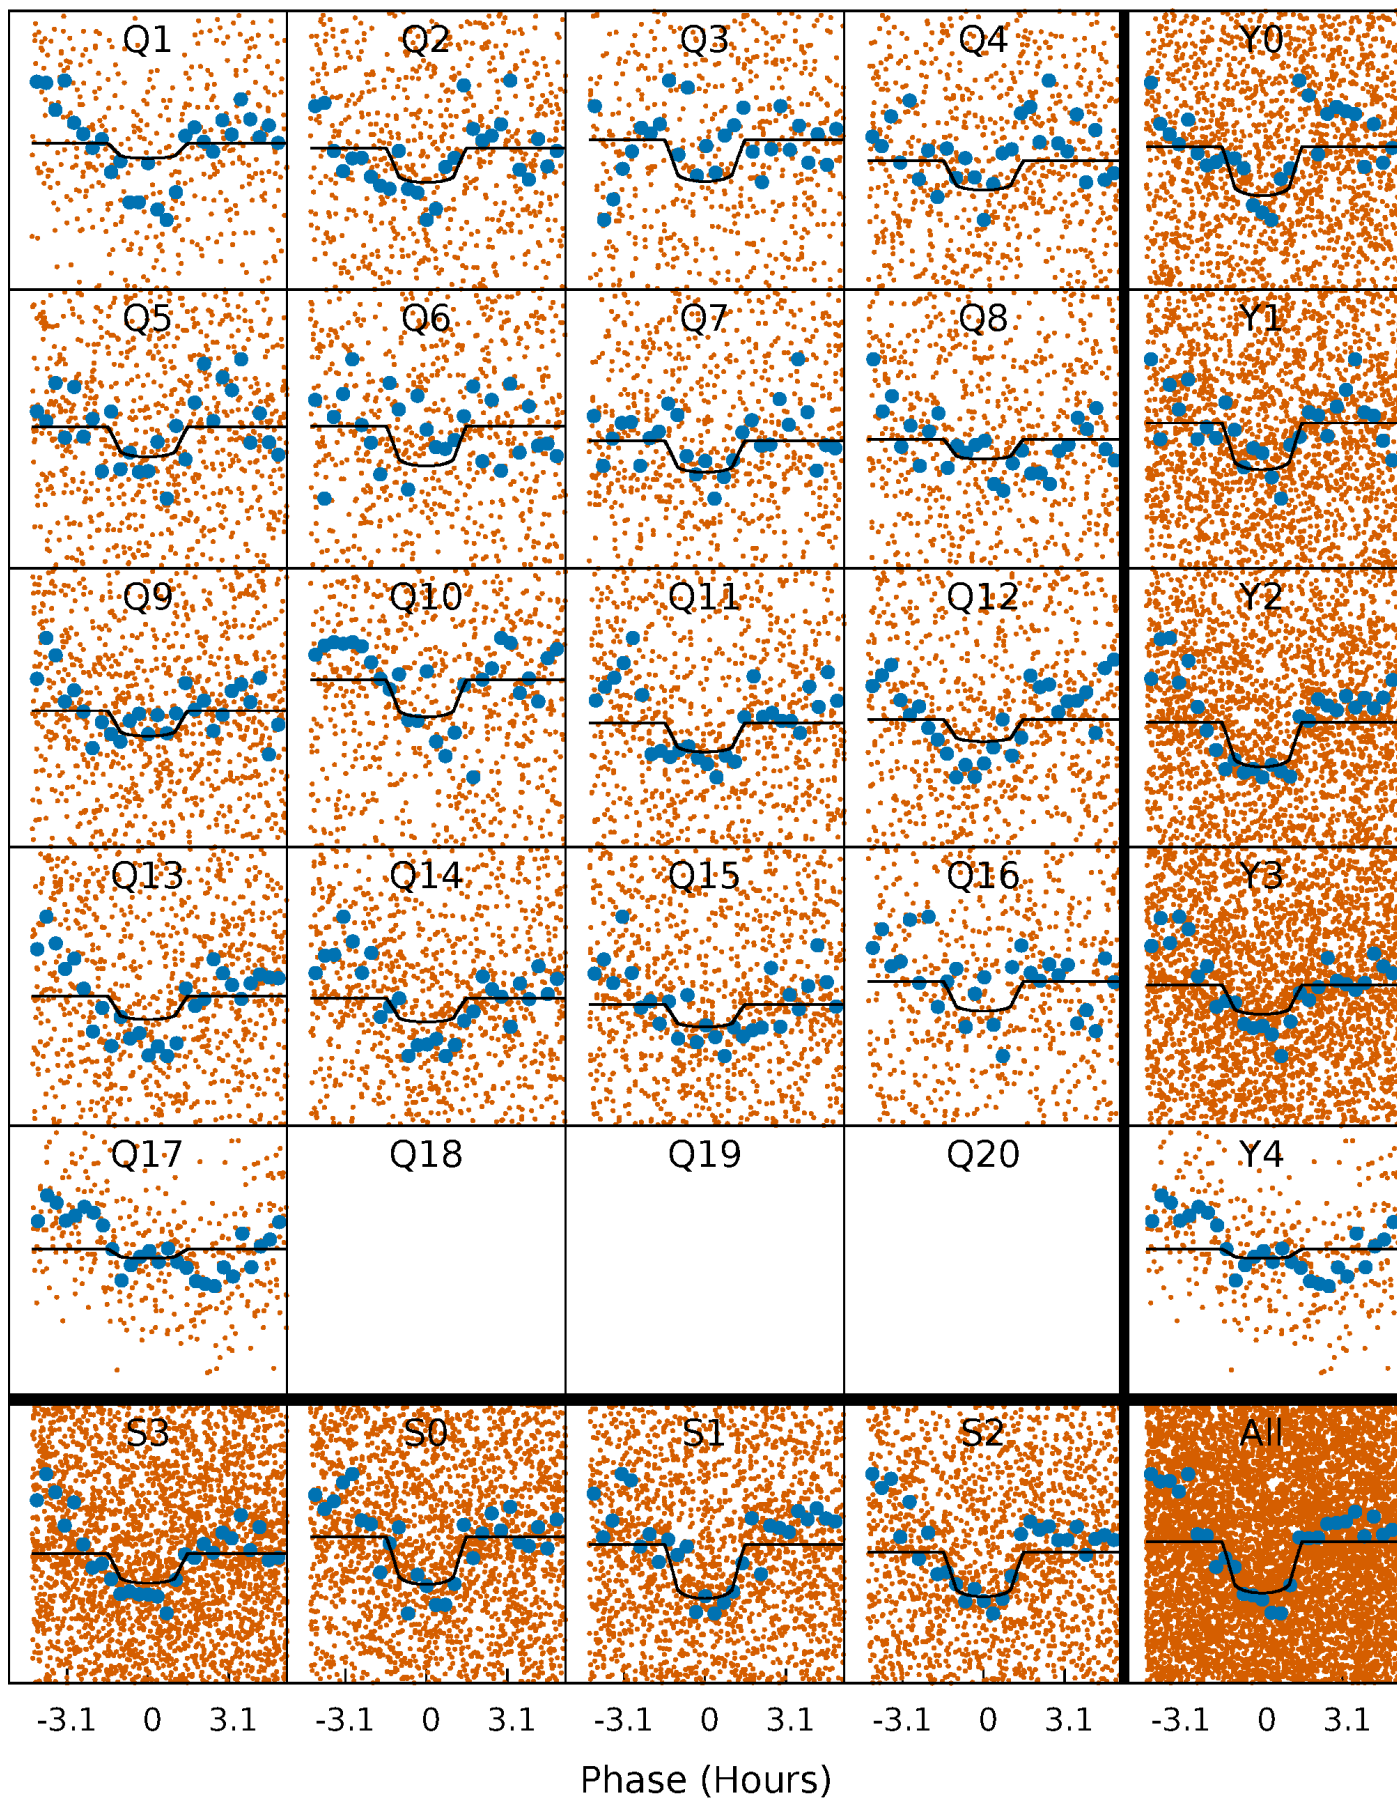 Q1 Q2 Q3 Q4 Y0
Q5 Q6 Q7 Q8 Y1
Q9 Q10 Q11 Q12 Y2
Q13 Q14 Q15 Q16 Y3
Q17 Q18 Q19 Q20 Y4
S3 S0 S1 S2 All
-3.1 0 3.1 -3.1 0 3.1 -3.1 0 3.1 -3.1 0 3.1 -3.1 0 3.1
Phase (Hours)